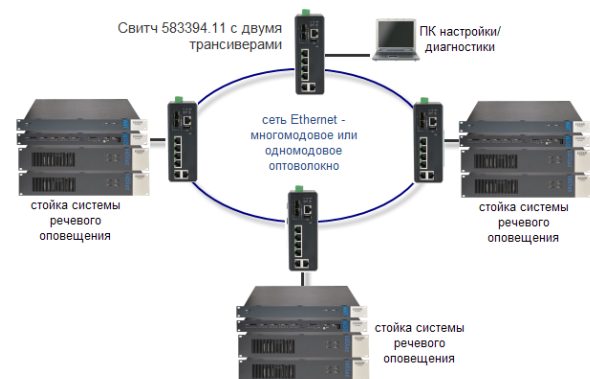 Свитч 583394.11 с двумя
трансиверами
ПК настройки/
диагностики
сеть Ethernet -
многомодовое или
одномодовое
оптоволокно
стойка системы
речевого
оповещения
стойка системы
речевого
оповещения
стойка системы
речевого
оповещения